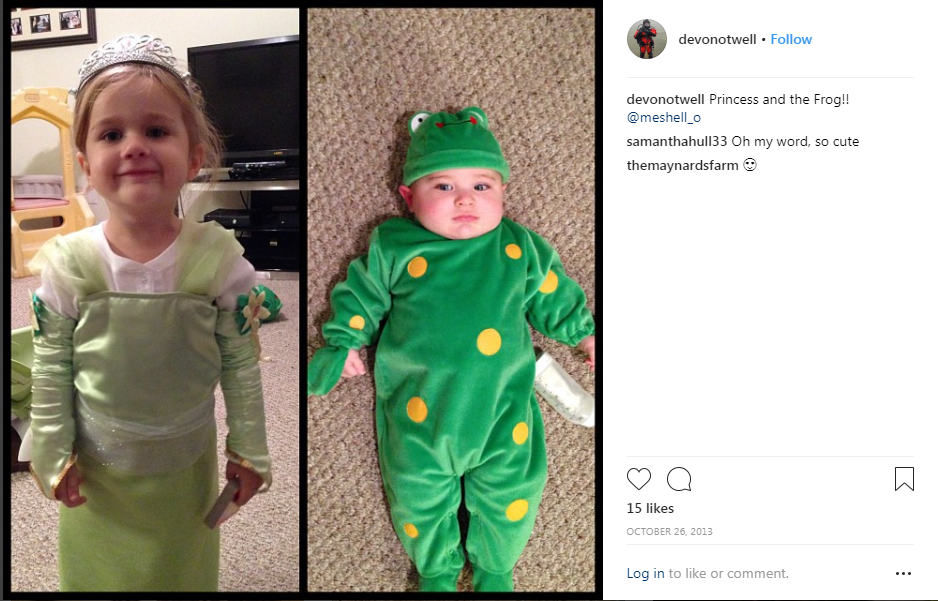 devonotwell • Follow
devonotwell Princess and the Frog!!
@meshell_o
samanthahull33 Oh my word, so cute
themaynardsfarm 😍
15 likes
OCTOBER 26, 2013
Log in to like or comment.